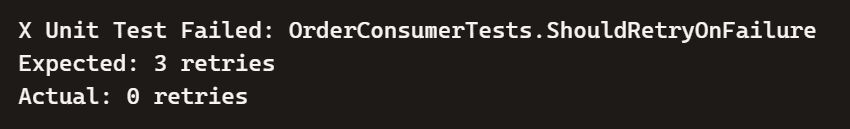 X Unit Test Failed: OrderConsumerTests.ShouldRetryOnFailure
Expected: 3 retries
Actual: 0 retries